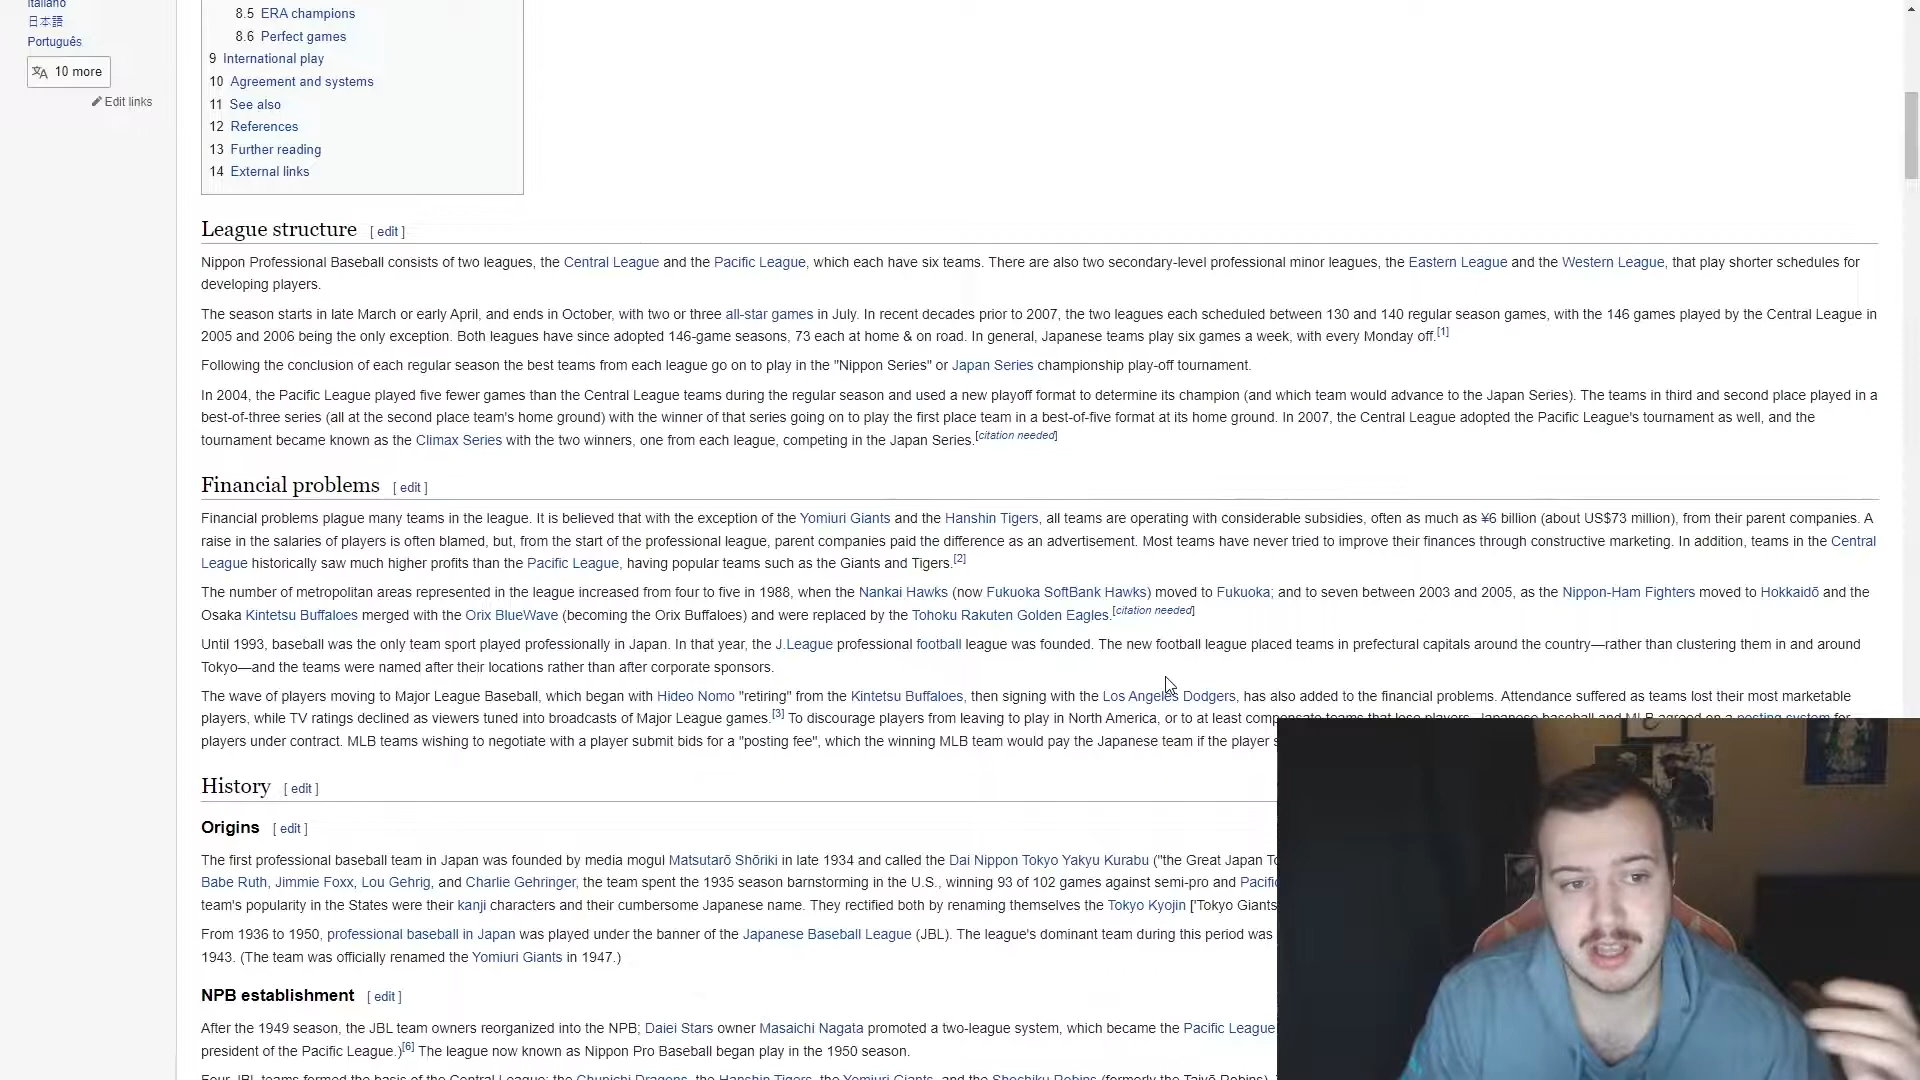 Italiano
日本語
Português
10 more
Edit links
8.5 ERA champions
8.6 Perfect games
9 International play
10 Agreement and systems
11 See also
12 References
13 Further reading
14 External links
League structure [ edit ]
Nippon Professional Baseball consists of two leagues, the Central League and the Pacific League, which each have six teams. There are also two secondary-level professional minor leagues, the Eastern League and the Western League, that play shorter schedules for
developing players.
The season starts in late March or early April, and ends in October, with two or three all-star games in July. In recent decades prior to 2007, the two leagues each scheduled between 130 and 140 regular season games, with the 146 games played by the Central League in
2005 and 2006 being the only exception. Both leagues have since adopted 146-game seasons, 73 each at home & on road. In general, Japanese teams play six games a week, with every Monday off.[1]
Following the conclusion of each regular season the best teams from each league go on to play in the "Nippon Series" or Japan Series championship play-off tournament.
In 2004, the Pacific League played five fewer games than the Central League teams during the regular season and used a new playoff format to determine its champion (and which team would advance to the Japan Series). The teams in third and second place played in a
best-of-three series (all at the second place team's home ground) with the winner of that series going on to play the first place team in a best-of-five format at its home ground. In 2007, the Central League adopted the Pacific League's tournament as well, and the
tournament became known as the Climax Series with the two winners, one from each league, competing in the Japan Series.[citation needed]
Financial problems [ edit ]
Financial problems plague many teams in the league. It is believed that with the exception of the Yomiuri Giants and the Hanshin Tigers, all teams are operating with considerable subsidies, often as much as ¥6 billion (about US$73 million), from their parent companies. A
raise in the salaries of players is often blamed, but, from the start of the professional league, parent companies paid the difference as an advertisement. Most teams have never tried to improve their finances through constructive marketing. In addition, teams in the Central
League historically saw much higher profits than the Pacific League, having popular teams such as the Giants and Tigers.[2]
The number of metropolitan areas represented in the league increased from four to five in 1988, when the Nankai Hawks (now Fukuoka SoftBank Hawks) moved to Fukuoka; and to seven between 2003 and 2005, as the Nippon-Ham Fighters moved to Hokkaidō and the
Osaka Kintetsu Buffaloes merged with the Orix BlueWave (becoming the Orix Buffaloes) and were replaced by the Tohoku Rakuten Golden Eagles.[citation needed]
Until 1993, baseball was the only team sport played professionally in Japan. In that year, the J.League professional football league was founded. The new football league placed teams in prefectural capitals around the country—rather than clustering them in and around
Tokyo—and the teams were named after their locations rather than after corporate sponsors.
The wave of players moving to Major League Baseball, which began with Hideo Nomo "retiring" from the Kintetsu Buffaloes, then signing with the Los Angeles Dodgers, has also added to the financial problems. Attendance suffered as teams lost their most marketable
players, while TV ratings declined as viewers tuned into broadcasts of Major League games.[3] To discourage players from leaving to play in North America, or to at least compensate teams that lose players, Japanese baseball and MLB agreed on a posting system for
players under contract. MLB teams wishing to negotiate with a player submit bids for a "posting fee", which the winning MLB team would pay the Japanese team if the player
History [ edit ]
Origins [ edit ]
The first professional baseball team in Japan was founded by media mogul Matsutarō Shōriki in late 1934 and called the Dai Nippon Tokyo Yakyu Kurabu ("the Great Japan
Babe Ruth, Jimmie Foxx, Lou Gehrig, and Charlie Gehringer, the team spent the 1935 season barnstorming in the U.S., winning 93 of 102 games against semi-pro and Pacific
team's popularity in the States were their kanji characters and their cumbersome Japanese name. They rectified both by renaming themselves the Tokyo Kyojin ['Tokyo Giants
From 1936 to 1950, professional baseball in Japan was played under the banner of the Japanese Baseball League (JBL). The league's dominant team during this period was
1943. (The team was officially renamed the Yomiuri Giants in 1947.)
NPB establishment [ edit ]
After the 1949 season, the JBL team owners reorganized into the NPB; Daiei Stars owner Masaichi Nagata promoted a two-league system, which became the Pacific League
president of the Pacific League.)[6] The league now known as Nippon Pro Baseball began play in the 1950 season.
Four JBL teams formed the basis of the Central League: the Chunichi Dragons, the Hanshin Tigers, the Yomiuri Giants, and the Shochiku Robins (formerly the Taiyō Robins).